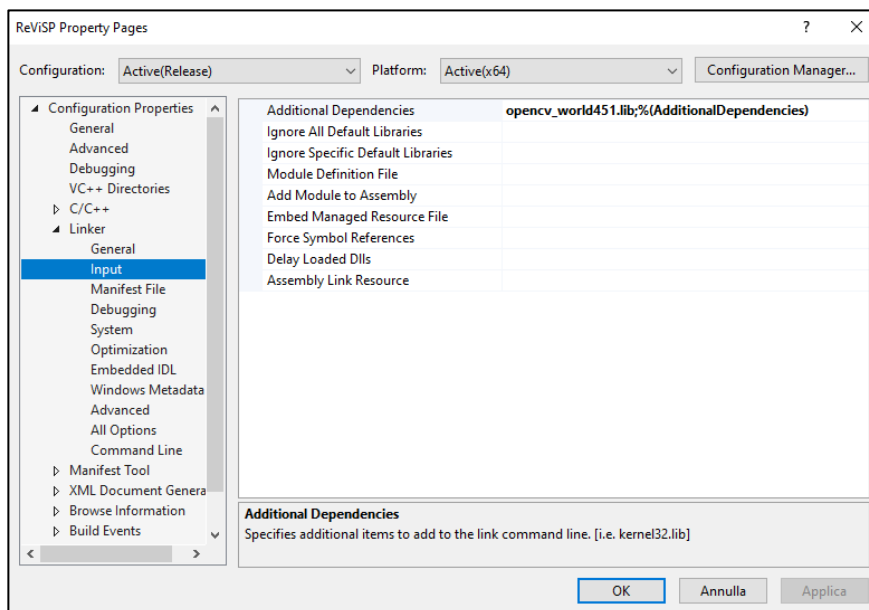 ReViSP Property Pages
? ×
Configuration: Active(Release) Platform: Active(x64) Configuration Manager...
Configuration Properties
General
Advanced
Debugging
VC++ Directories
C/C++
Linker
General
Input
Manifest File
Debugging
System
Optimization
Embedded IDL
Windows Metadata
Advanced
All Options
Command Line
Manifest Tool
XML Document Genera
Browse Information
Build Events
Additional Dependencies opencv_world451.lib;%(AdditionalDependencies)
Ignore All Default Libraries
Ignore Specific Default Libraries
Module Definition File
Add Module to Assembly
Embed Managed Resource File
Force Symbol References
Delay Loaded Dlls
Assembly Link Resource
Additional Dependencies
Specifies additional items to add to the link command line. [i.e. kernel32.lib]
OK Annulla Applica